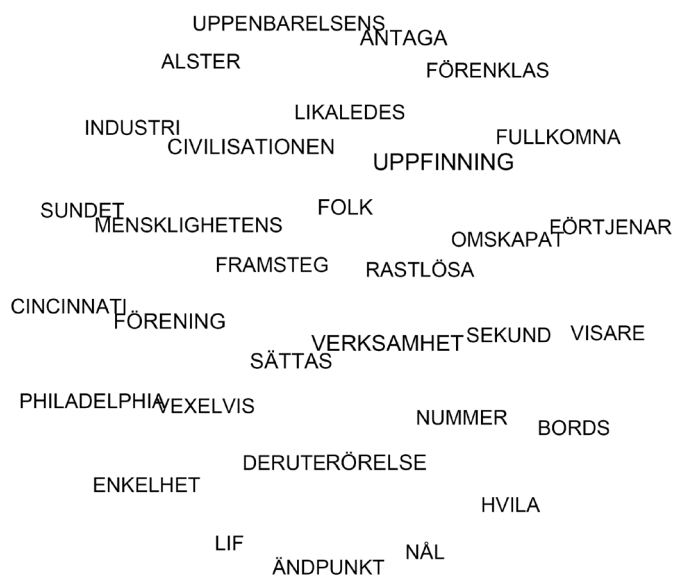 UPPENBARELSENS
ANTAGA
ALSTER
FÖRENKLAS
LIKALEDES
INDUSTRI
FULLKOMNA
CIVILISATIONEN
UPPFINNING
FOLK
SUNDET
MENSKLIGHETENS
FÖRTJENAR
OMSKAPAT
FRAMSTEG
RASTLÖSA
CINCINNATI
FÖRENING
VERKSAMHET
SEKUND
VISARE
SÄTTAS
PHILADELPHIA
VEXELVIS
NUMMER
BORDS
DERUTERÖRELSE
ENKELHET
HVILA
LIF
NÅL
ÄNDPUNKT